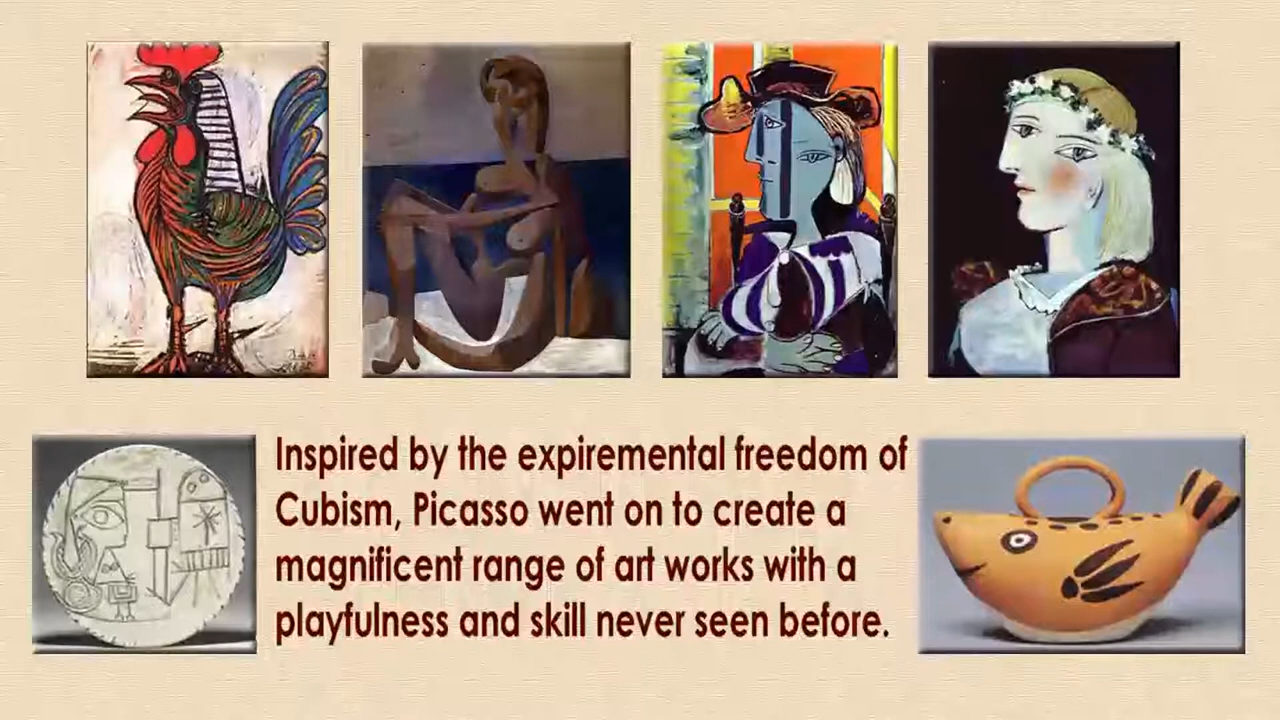 Inspired by the expiremental freedom of
Cubism, Picasso went on to create a
magnificent range of art works with a
playfulness and skill never seen before.